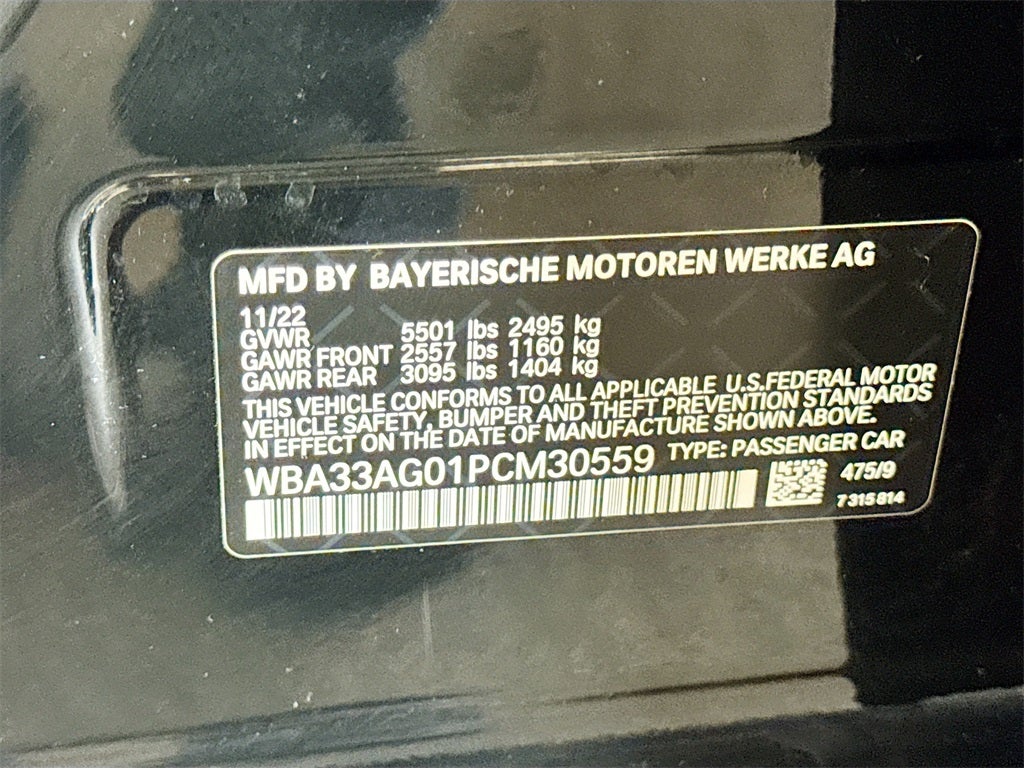 MFD BY BAYERISCHE MOTOREN WERKE AG
11/22
GVWR 5501 lbs 2495 kg
GAWR FRONT 2557 lbs 1160 kg
GAWR REAR 3095 lbs 1404 kg
THIS VEHICLE CONFORMS TO ALL APPLICABLE U.S.FEDERAL MOTOR
VEHICLE SAFETY, BUMPER AND THEFT PREVENTION STANDARDS
IN EFFECT ON THE DATE OF MANUFACTURE SHOWN ABOVE.
WBA33AG01PCM30559 TYPE: PASSENGER CAR
475/9
7315814